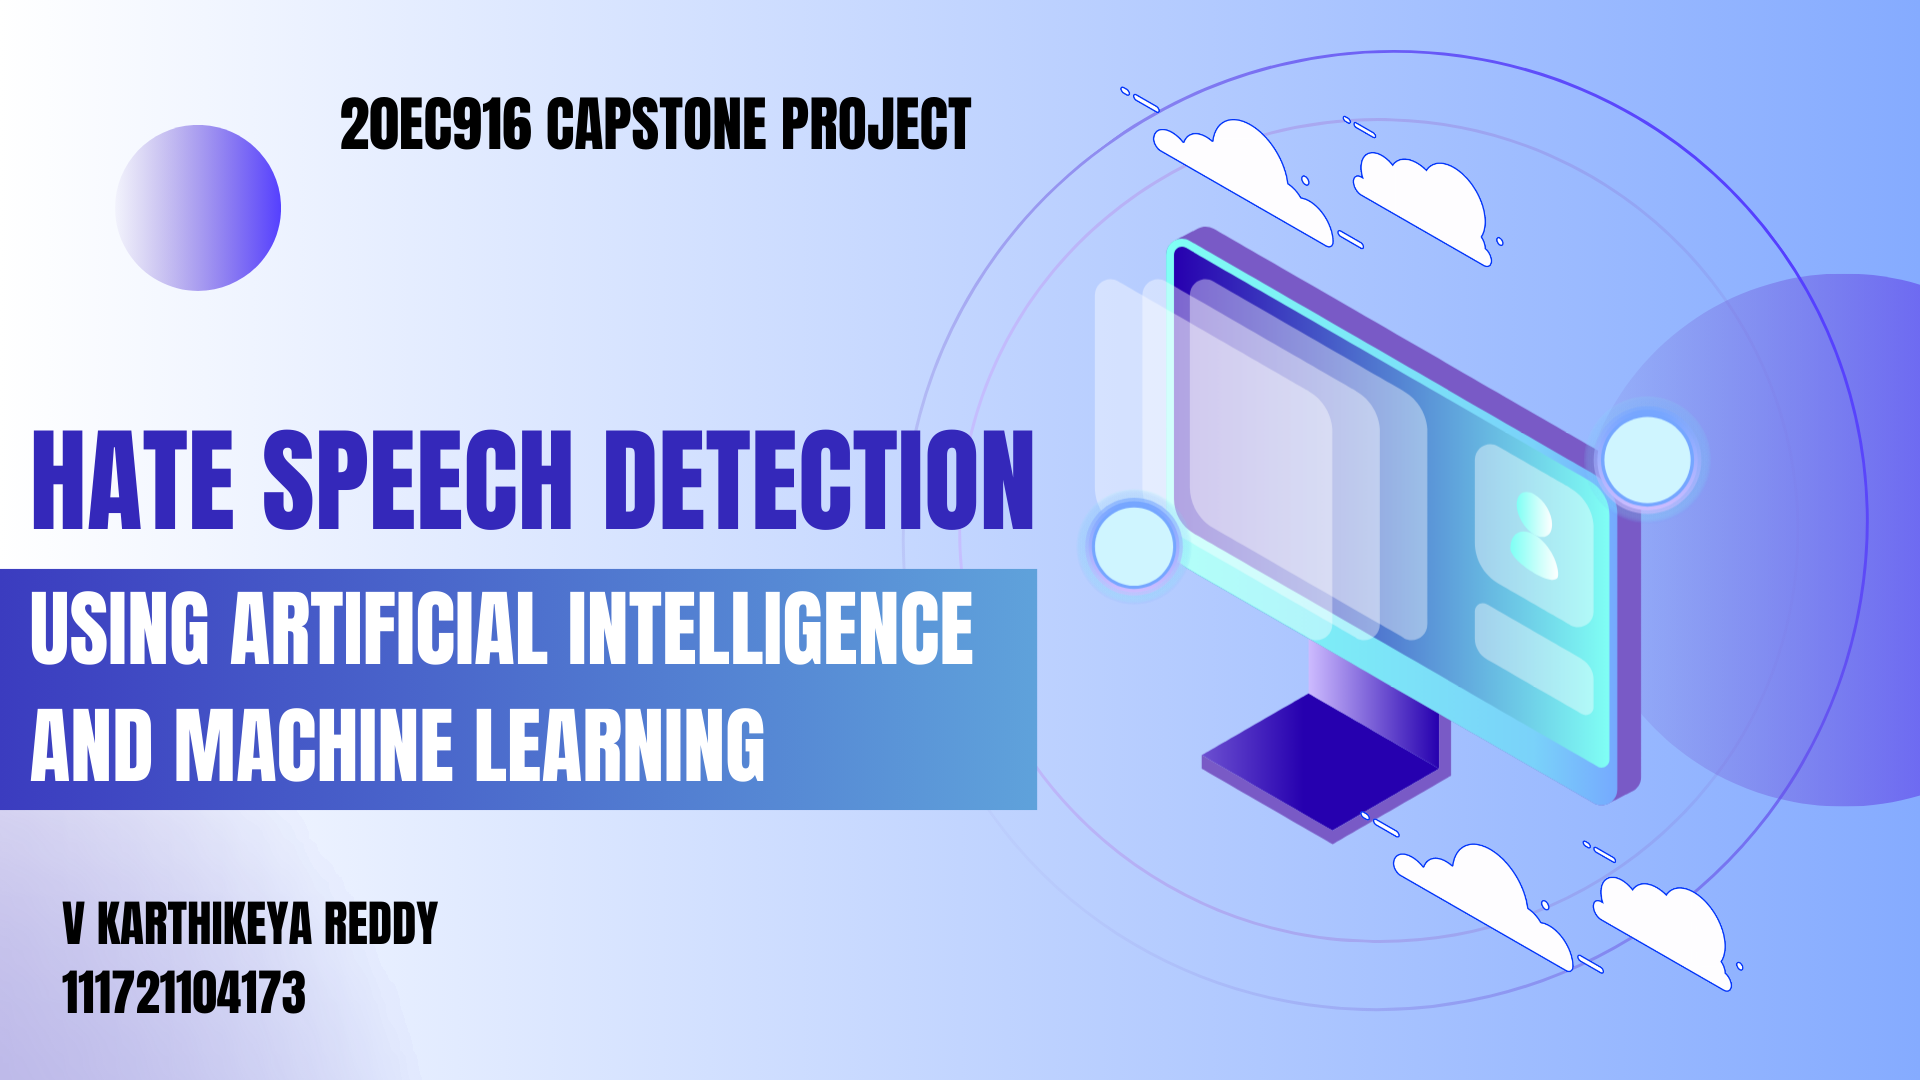 20EC916 CAPSTONE PROJECT
HATE SPEECH DETECTION
USING ARTIFICIAL INTELLIGENCE
AND MACHINE LEARNING
V KARTHIKEYA REDDY
111721104173